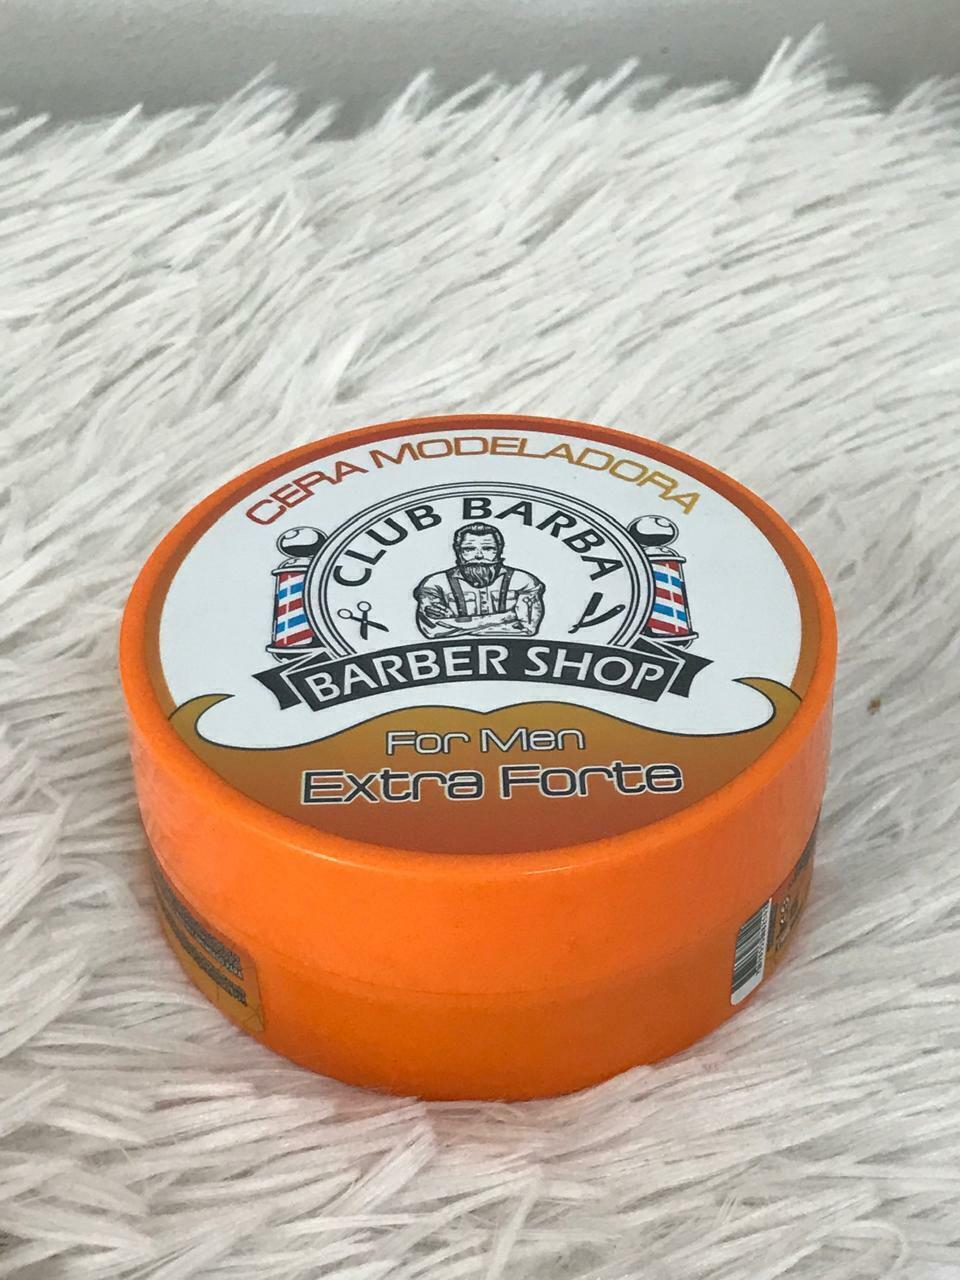 CERA MODELADORA
CLUB BARBA
BARBER SHOP
For Men
Extra Forte